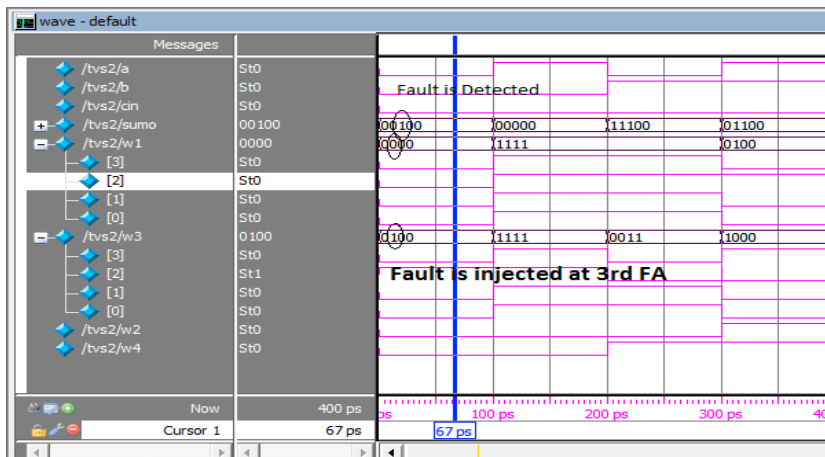 wave - default
Messages
/tvs2/a St0
/tvs2/b St0
/tvs2/cin St0
Fault is Detected
/tvs2/sumo 00100 00100 00000 11100 01100
/tvs2/w1 0000 0000 1111 0100
[3] St0
[2] St0
[1] St0
[0] St0
/tvs2/w3 0100 0100 1111 0011 1000
[3] St0
[2] St1
Fault is injected at 3rd FA
[1] St0
[0] St0
/tvs2/w2 St0
/tvs2/w4 St0
Now 400 ps ps 100 ps 200 ps 300 ps 40
Cursor 1 67 ps 67 ps